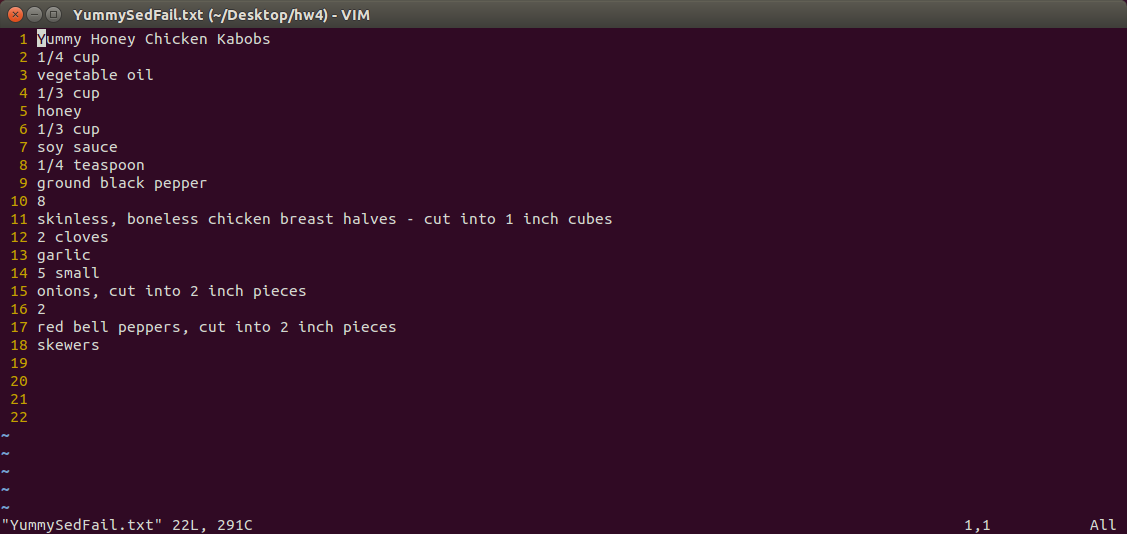 YummySedFail.txt (~/Desktop/hw4) - VIM
1 Yummy Honey Chicken Kabobs
2 1/4 cup
3 vegetable oil
4 1/3 cup
5 honey
6 1/3 cup
7 soy sauce
8 1/4 teaspoon
9 ground black pepper
10 8
11 skinless, boneless chicken breast halves - cut into 1 inch cubes
12 2 cloves
13 garlic
14 5 small
15 onions, cut into 2 inch pieces
16 2
17 red bell peppers, cut into 2 inch pieces
18 skewers
19
20
21
22
~
~
~
~
~
"YummySedFail.txt" 22L, 291C 1,1 All